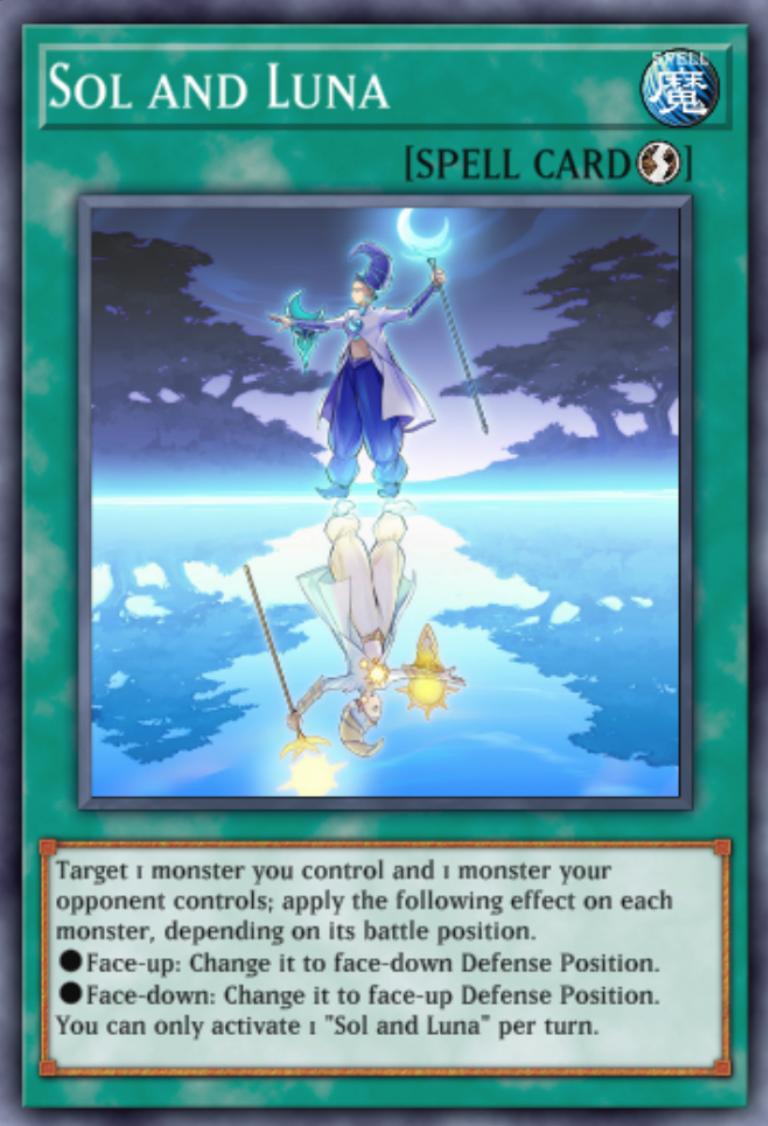 Sol and Luna
SPELL
魔
[SPELL CARD]
Target 1 monster you control and 1 monster your
opponent controls; apply the following effect on each
monster, depending on its battle position.
●Face-up: Change it to face-down Defense Position.
●Face-down: Change it to face-up Defense Position.
You can only activate 1 "Sol and Luna" per turn.